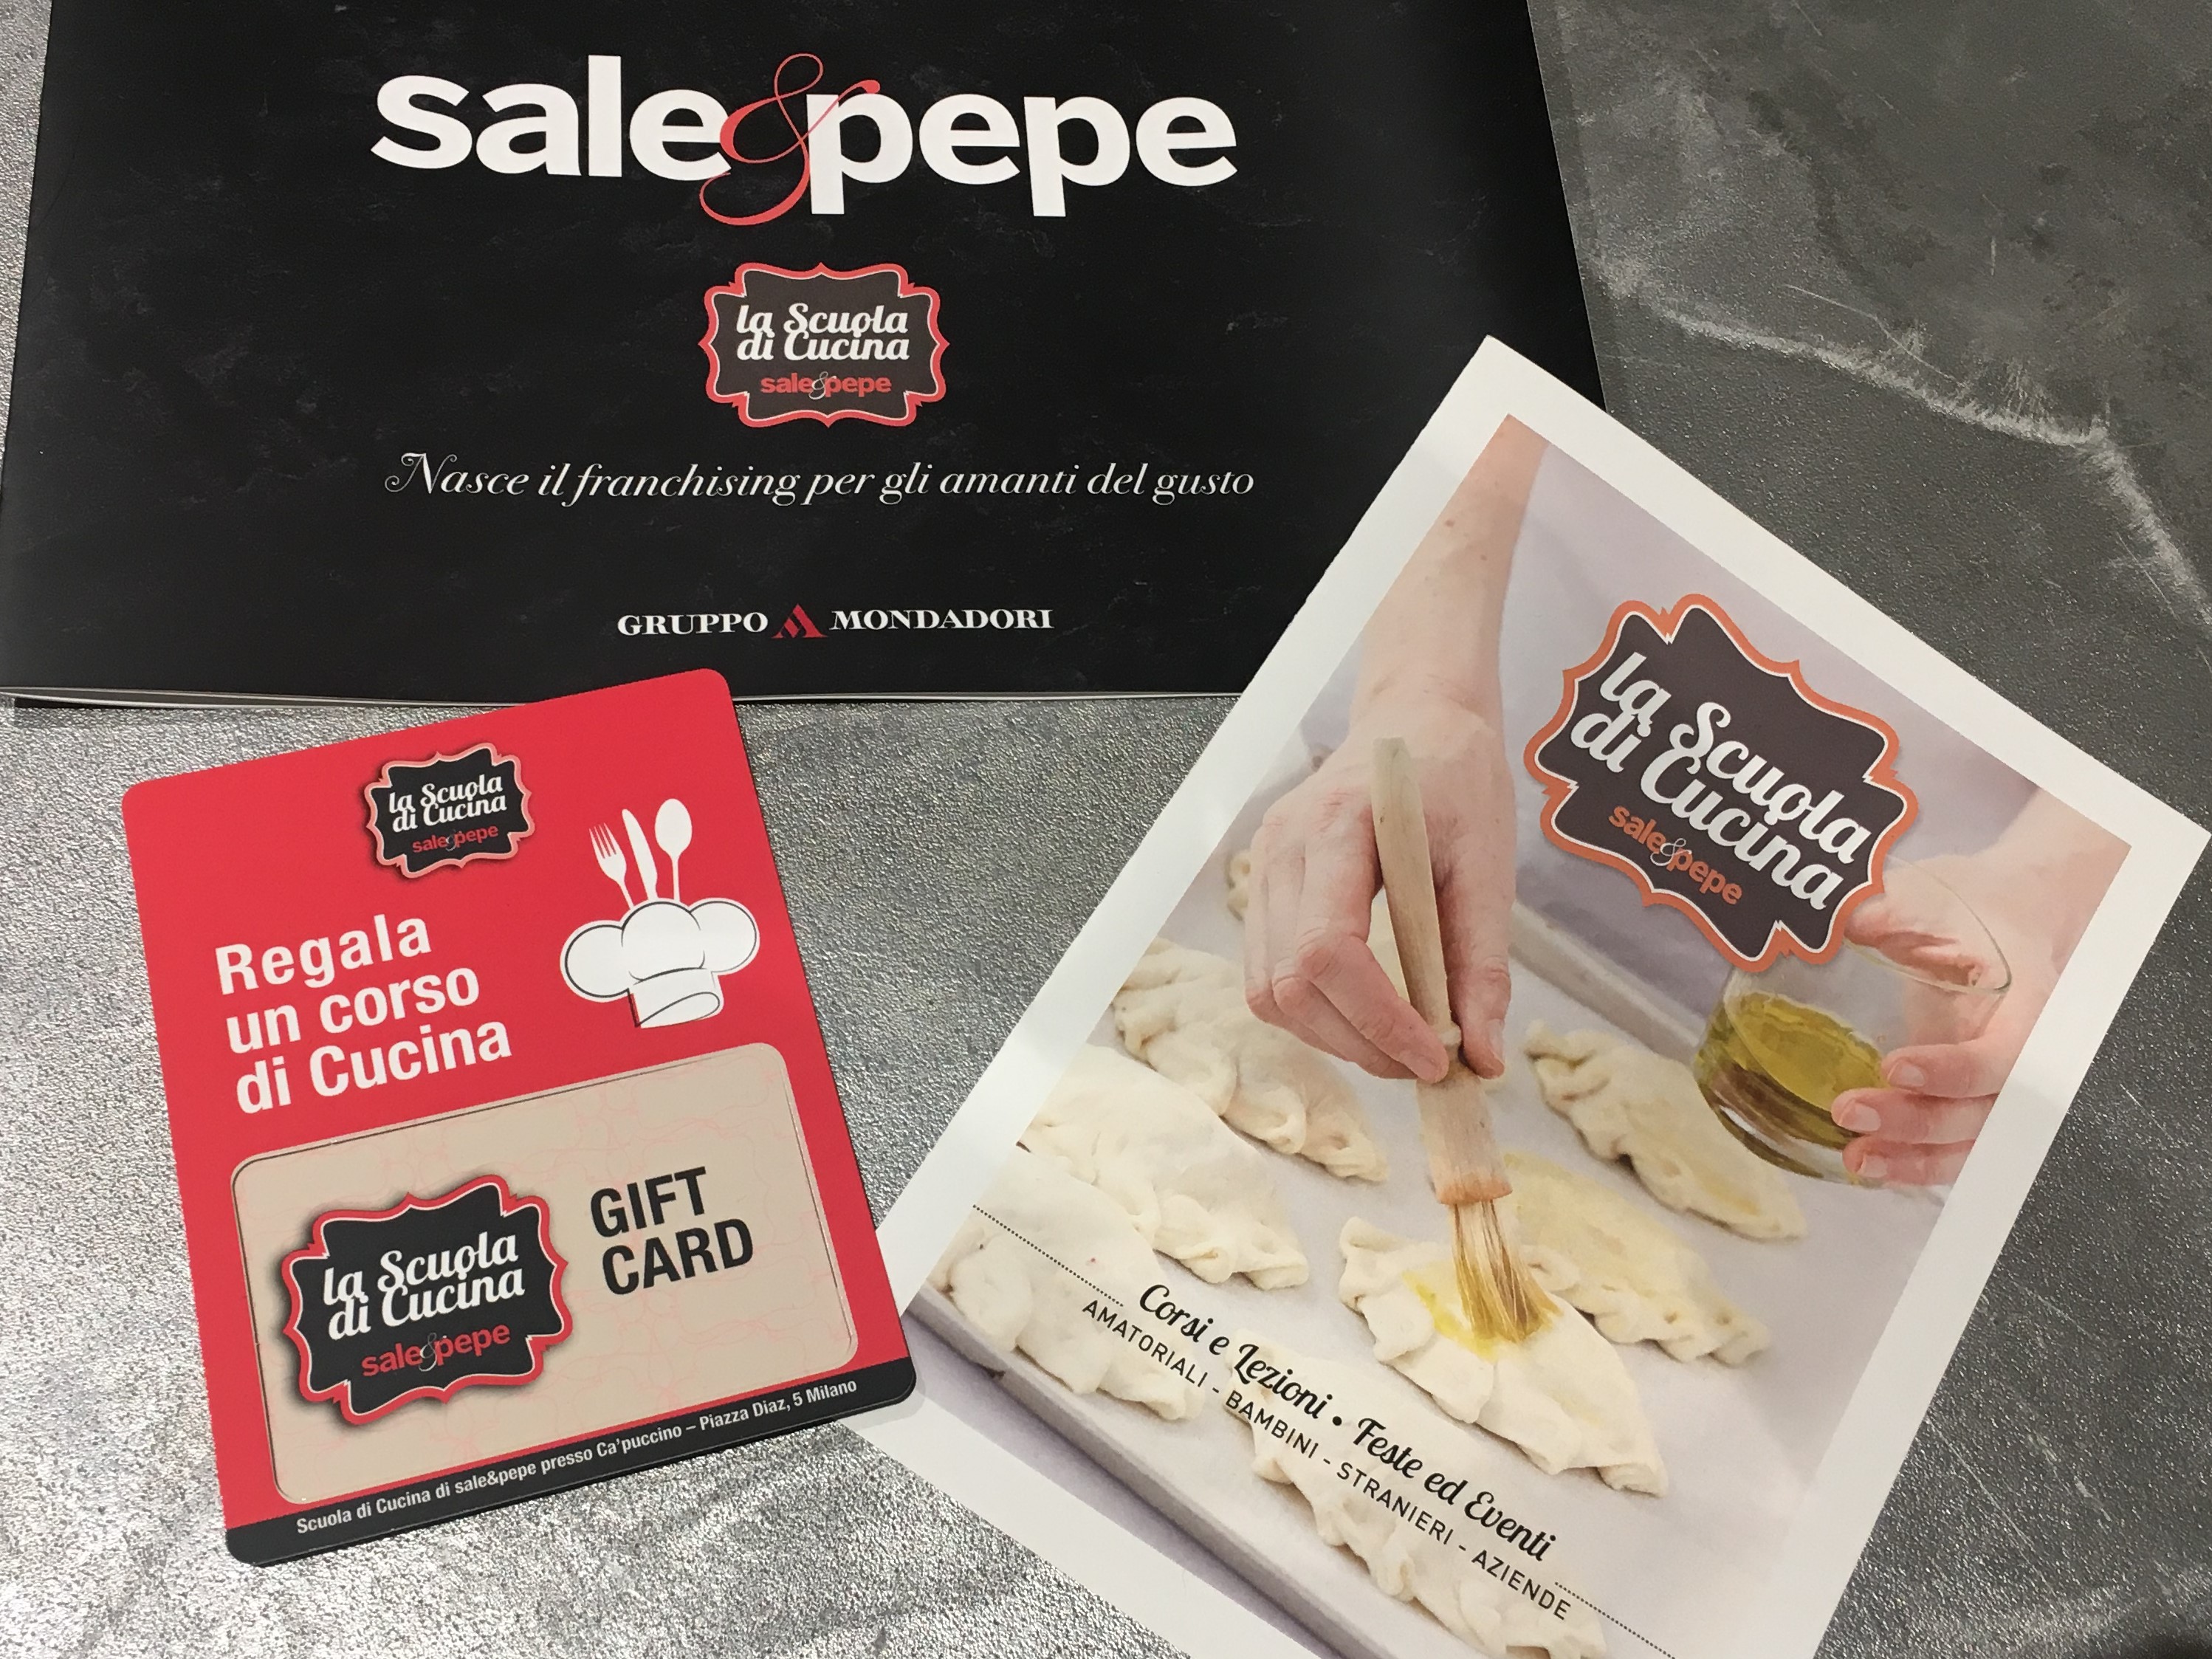 sale&pepe
la Scuola
di Cucina
sale&pepe
Nasce il franchising per gli amanti del gusto
GRUPPO MONDADORI
la Scuola
di Cucina
sale&pepe
Regala
un corso
di Cucina
la Scuola
di Cucina
sale&pepe
GIFT
CARD
Scuola di Cucina di sale&pepe presso Ca'puccino – Piazza Diaz, 5 Milano
la Scuola
di Cucina
sale&pepe
Corsi e Lezioni • Feste ed Eventi
AMATORIALI - BAMBINI - STRANIERI - AZIENDE